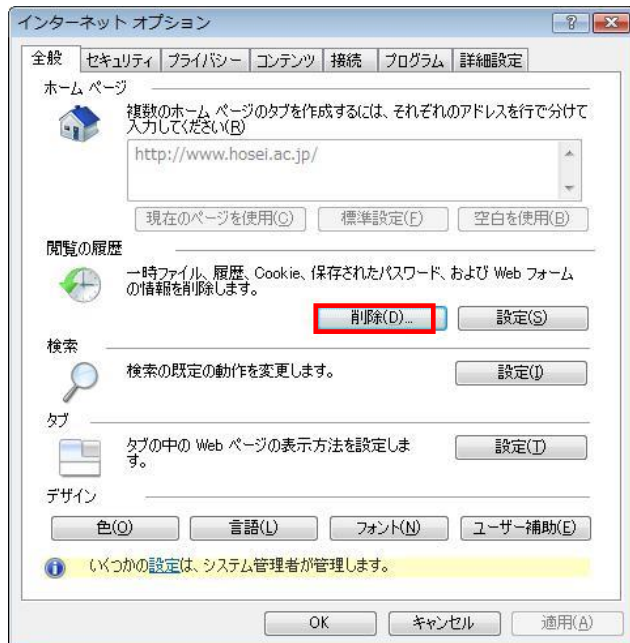 インターネット オプション
全般 セキュリティ プライバシー コンテンツ 接続 プログラム 詳細設定
ホーム ページ
複数のホーム ページのタブを作成するには、それぞれのアドレスを行で分けて
入力してください(R)
http://www.hosei.ac.jp/
現在のページを使用(C) 標準設定(F) 空白を使用(B)
閲覧の履歴
一時ファイル、履歴、Cookie、保存されたパスワード、および Web フォーム
の情報を削除します。
削除(D)... 設定(S)
検索
検索の既定の動作を変更します。 設定(I)
タブ
タブの中の Web ページの表示方法を設定しま
す。
設定(T)
デザイン
色(O) 言語(L) フォント(N) ユーザー補助(E)
いくつかの設定は、システム管理者が管理します。
OK キャンセル 適用(A)